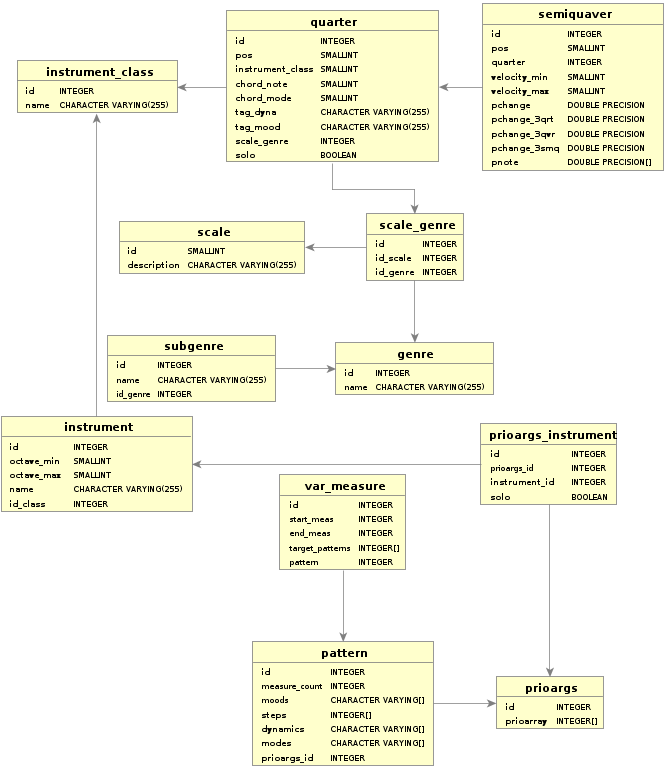 quarter
id INTEGER
pos SMALLINT
instrument_class SMALLINT
chord_note SMALLINT
chord_mode SMALLINT
tag_dyna CHARACTER VARYING(255)
tag_mood CHARACTER VARYING(255)
scale_genre INTEGER
solo BOOLEAN
semiquaver
id INTEGER
pos SMALLINT
quarter INTEGER
velocity_min SMALLINT
velocity_max SMALLINT
pchange DOUBLE PRECISION
pchange_3qrt DOUBLE PRECISION
pchange_3qvr DOUBLE PRECISION
pchange_3smq DOUBLE PRECISION
pnote DOUBLE PRECISION[]
instrument_class
id INTEGER
name CHARACTER VARYING(255)
scale
id SMALLINT
description CHARACTER VARYING(255)
scale_genre
id INTEGER
id_scale INTEGER
id_genre INTEGER
subgenre
id INTEGER
name CHARACTER VARYING(255)
id_genre INTEGER
genre
id INTEGER
name CHARACTER VARYING(255)
instrument
id INTEGER
octave_min SMALLINT
octave_max SMALLINT
name CHARACTER VARYING(255)
id_class INTEGER
prioargs_instrument
id INTEGER
prioargs_id INTEGER
instrument_id INTEGER
solo BOOLEAN
var_measure
id INTEGER
start_meas INTEGER
end_meas INTEGER
target_patterns INTEGER[]
pattern INTEGER
pattern
id INTEGER
measure_count INTEGER
moods CHARACTER VARYING[]
steps INTEGER[]
dynamics CHARACTER VARYING[]
modes CHARACTER VARYING[]
prioargs_id INTEGER
prioargs
id INTEGER
prioarray INTEGER[]